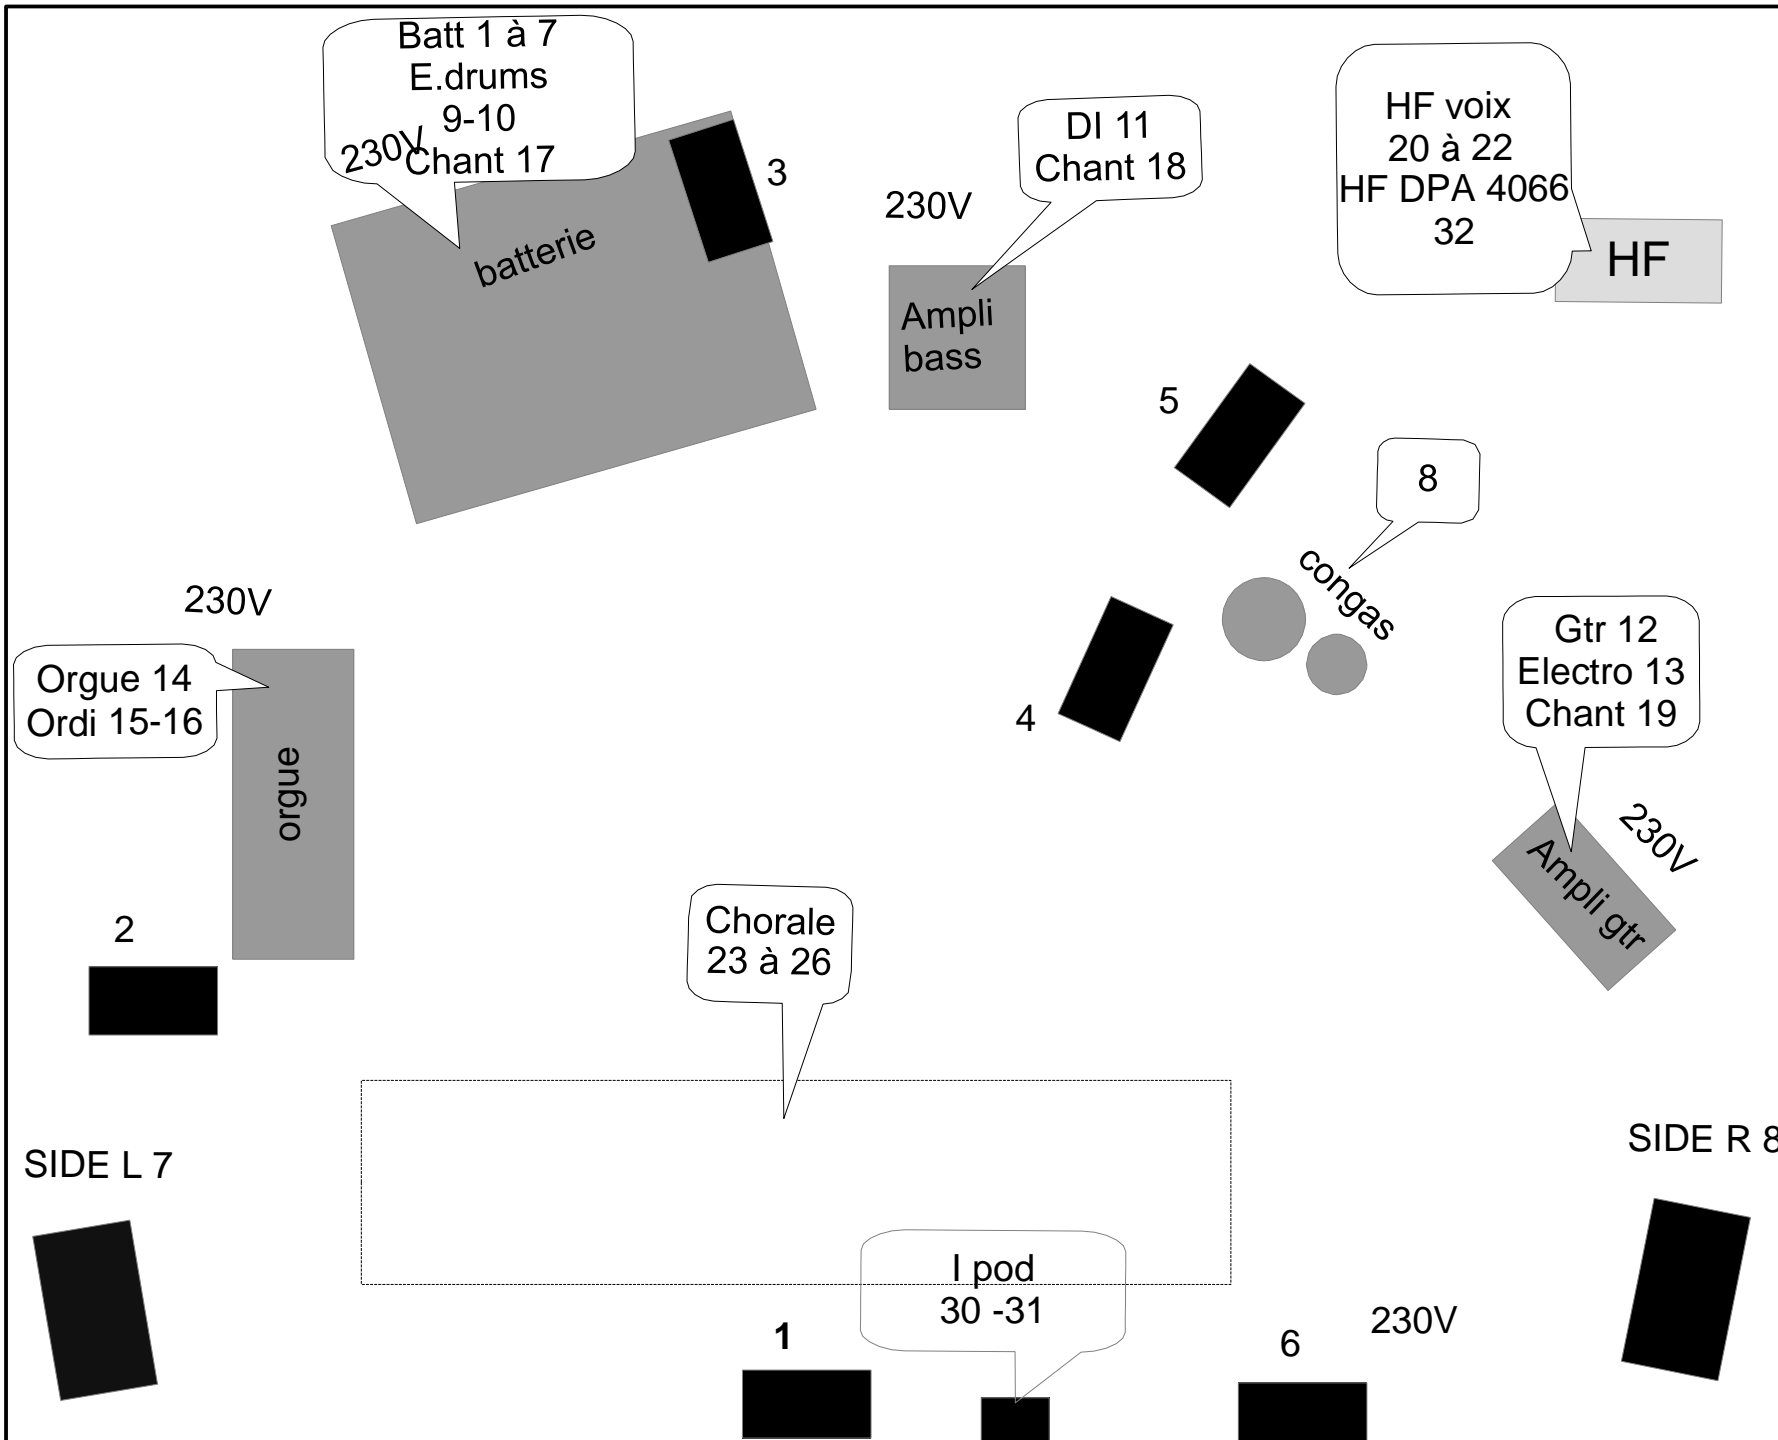 Batt 1 à 7
E.drums
9-10
Chant 17
230V
batterie
3
230V
DI 11
Chant 18
Ampli
bass
HF voix
20 à 22
HF DPA 4066
32
HF
5
8
congas
4
230V
Orgue 14
Ordi 15-16
orgue
2
Gtr 12
Electro 13
Chant 19
230V
Ampli gtr
Chorale
23 à 26
SIDE L 7
SIDE R 8
I pod
30 -31
1
6
230V